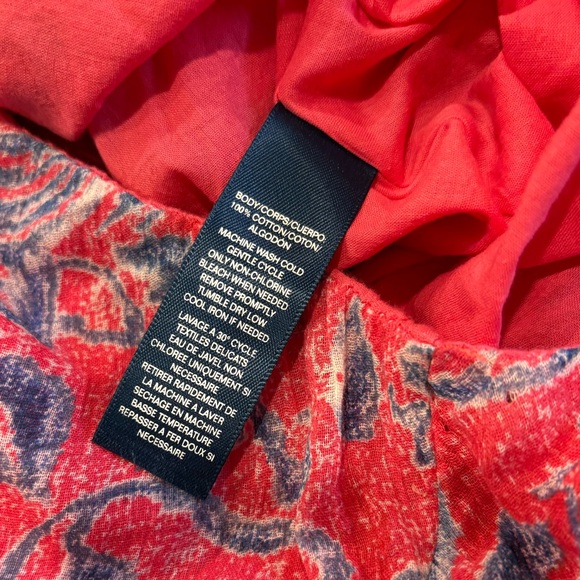 BODY/CORPS/CUERPO:
100% COTTON/COTON/
ALGODÓN
MACHINE WASH COLD
GENTLE CYCLE
ONLY NON-CHLORINE
BLEACH WHEN NEEDED
REMOVE PROMPTLY
TUMBLE DRY LOW
COOL IRON IF NEEDED
LAVAGE A 30° CYCLE
TEXTILES DELICATS
EAU DE JAVEL NON
CHLOREE UNIQUEMENT SI
NECESSAIRE
RETIRER RAPIDEMENT DE
LA MACHINE A LAVER
SECHAGE EN MACHINE
BASSE TEMPERATURE
REPASSER A FER DOUX SI
NECESSAIRE